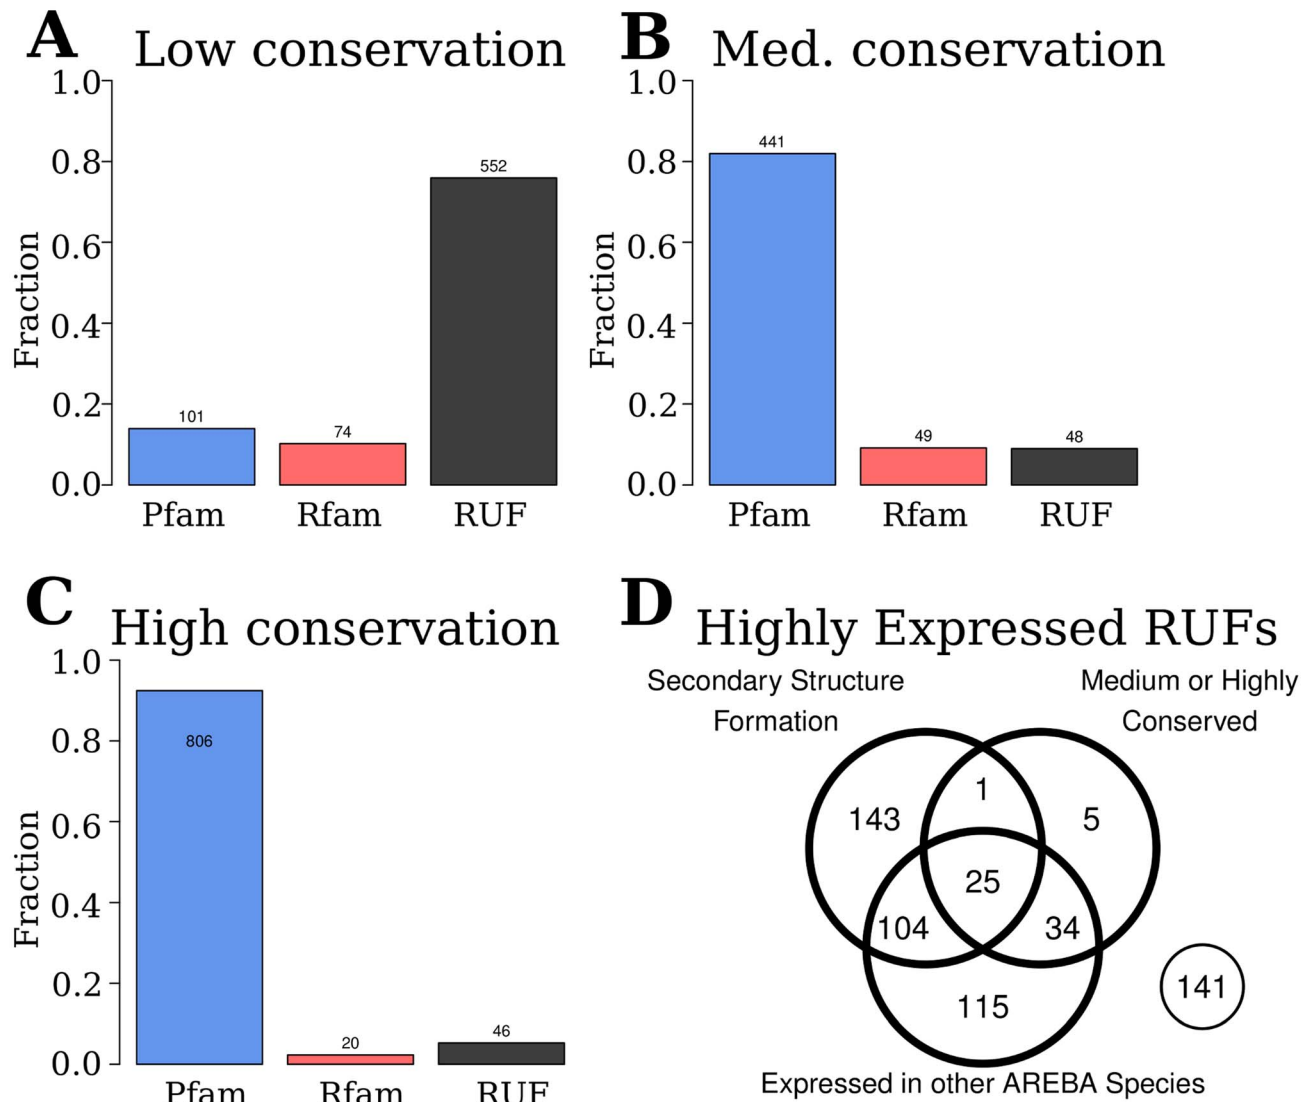 A
Low conservation
1.0
0.8
0.6
0.4
0.2
0.0
Fraction
101
74
552
Pfam
Rfam
RUF
B
Med. conservation
1.0
0.8
0.6
0.4
0.2
0.0
Fraction
441
49
48
Pfam
Rfam
RUF
C
High conservation
1.0
0.8
0.6
0.4
0.2
0.0
Fraction
806
20
46
Pfam
Rfam
RUF
D
Highly Expressed RUFs
Secondary Structure
Formation
Medium or Highly
Conserved
1
143
5
25
104
34
115
141
Expressed in other AREBA Species